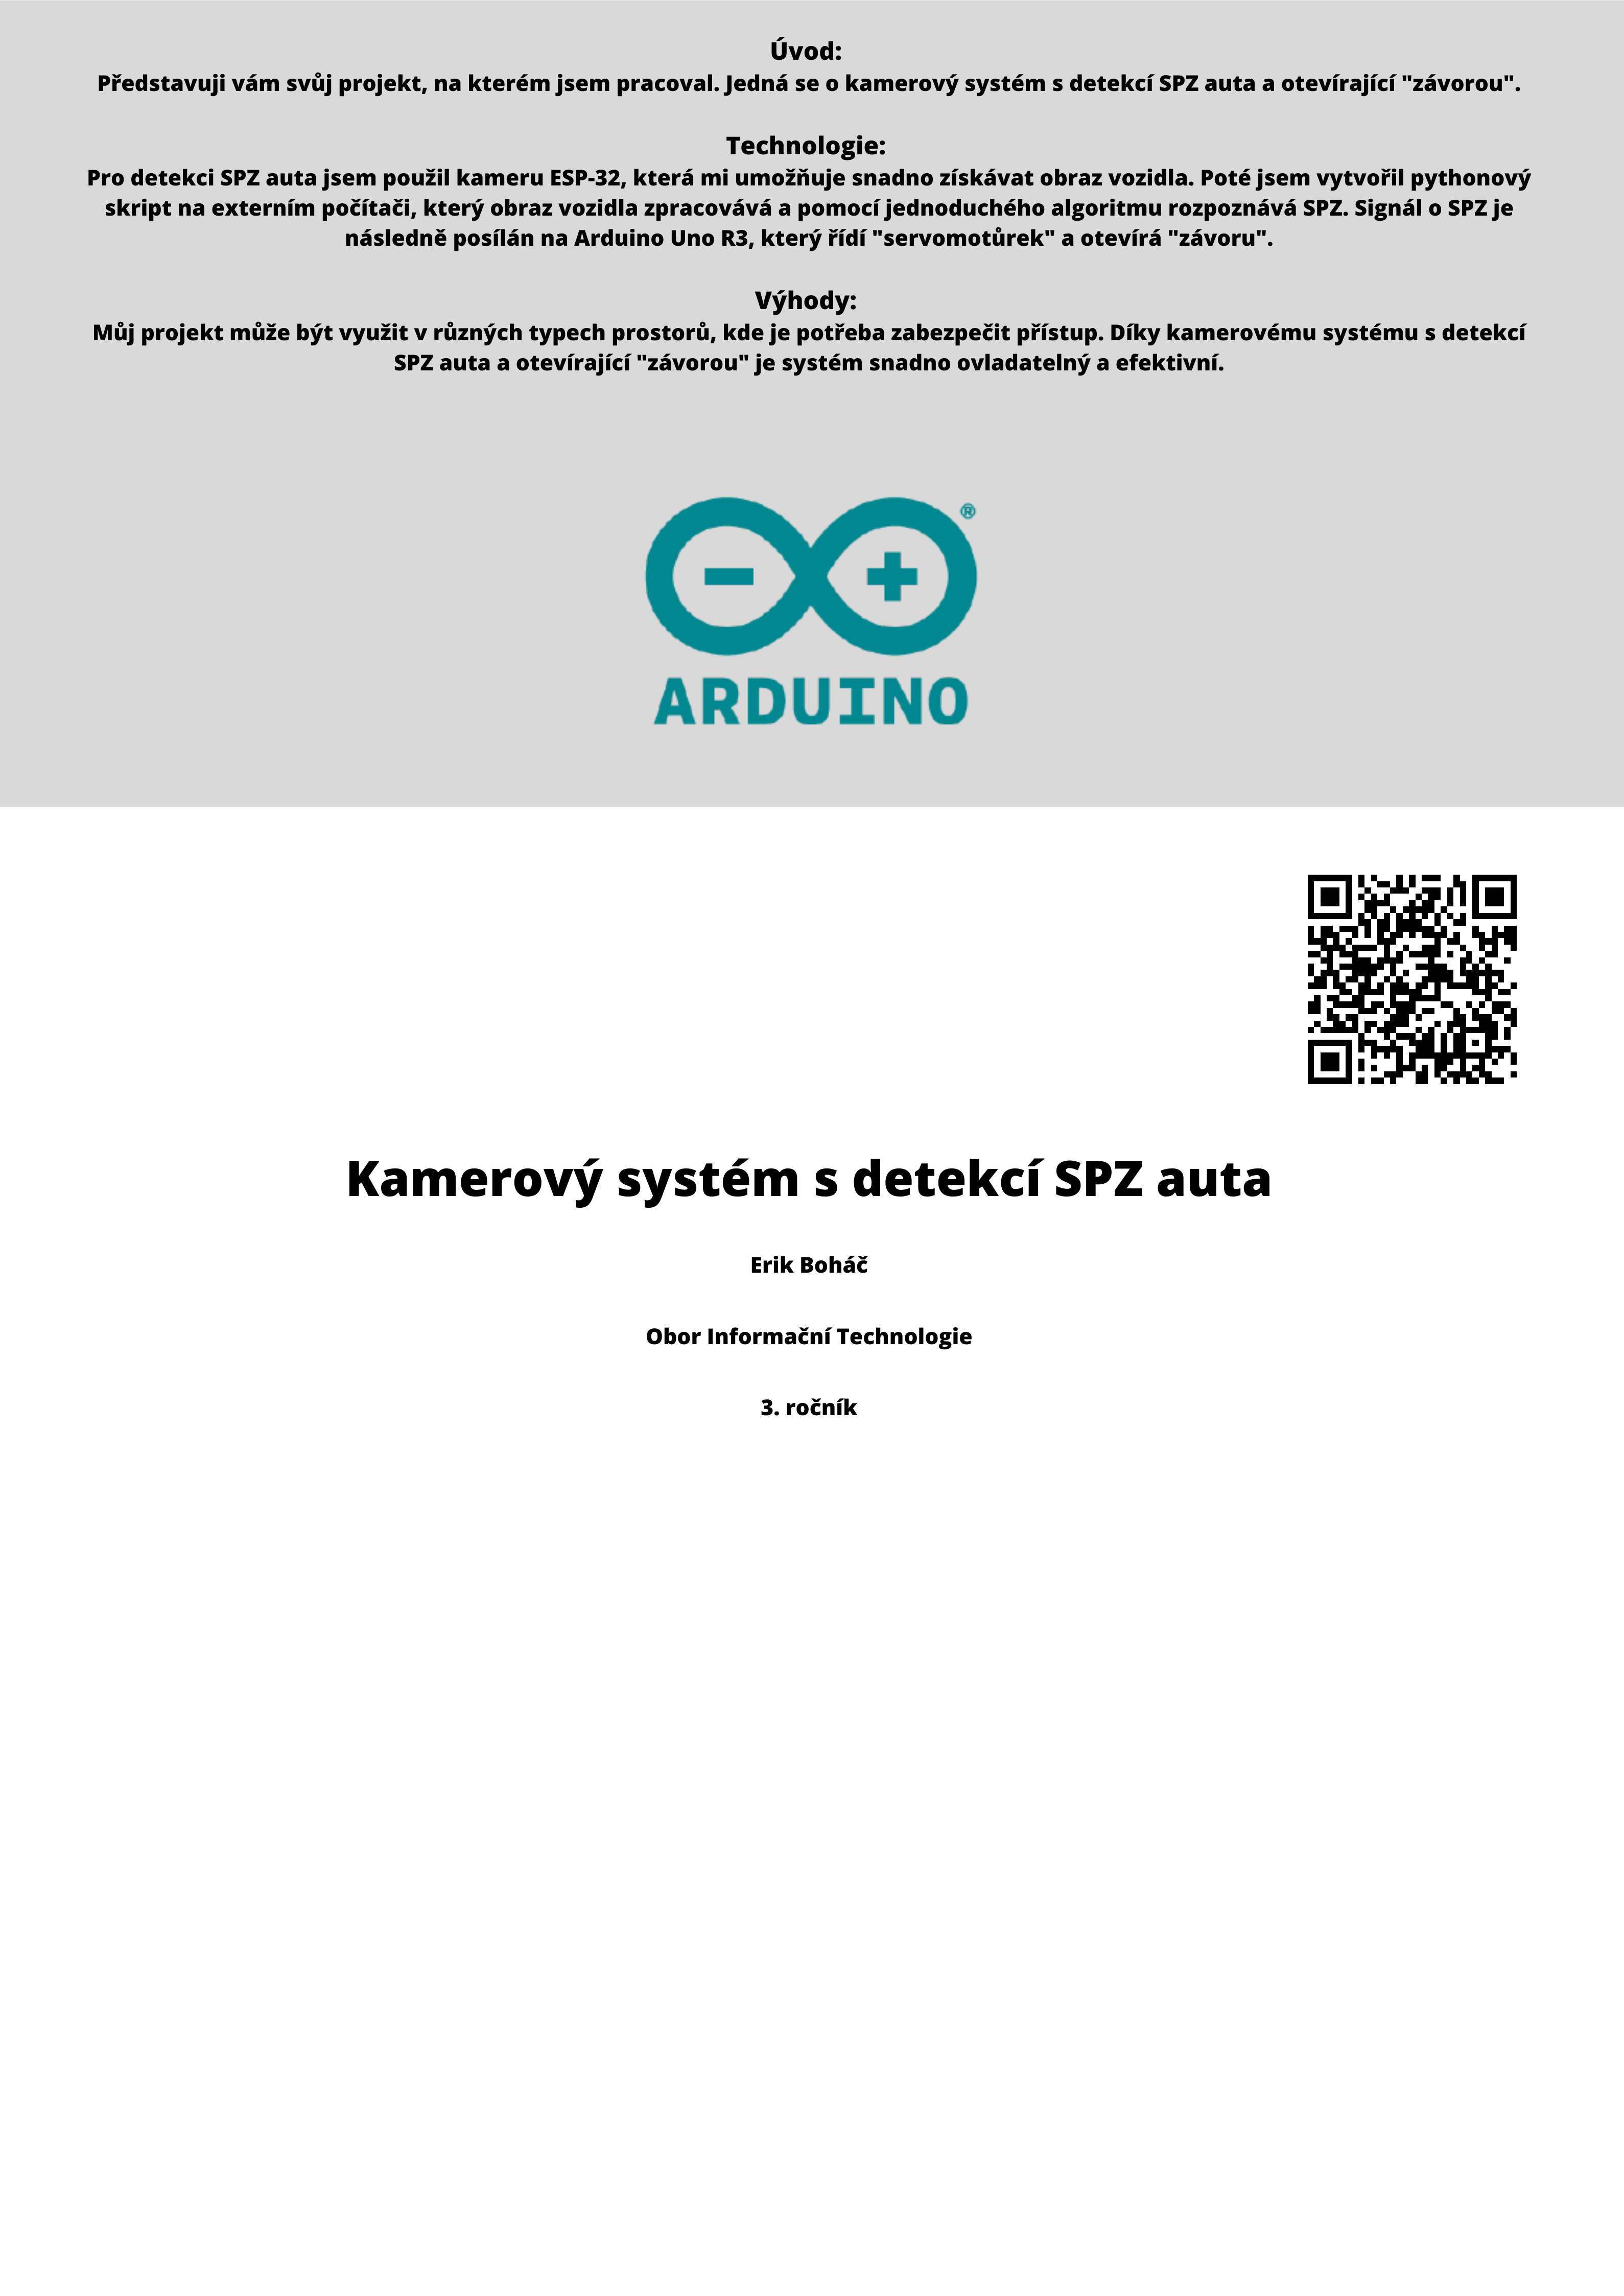 Úvod:
Představuji vám svůj projekt, na kterém jsem pracoval. Jedná se o kamerový systém s detekcí SPZ auta a otevírající "závorou".
Technologie:
Pro detekci SPZ auta jsem použil kameru ESP-32, která mi umožňuje snadno získávat obraz vozidla. Poté jsem vytvořil pythonový
skript na externím počítači, který obraz vozidla zpracovává a pomocí jednoduchého algoritmu rozpoznává SPZ. Signál o SPZ je
následně posílán na Arduino Uno R3, který řídí "servomotůrek" a otevírá "závoru".
Výhody:
Můj projekt může být využit v různých typech prostorů, kde je potřeba zabezpečit přístup. Díky kamerovému systému s detekcí
SPZ auta a otevírající "závorou" je systém snadno ovladatelný a efektivní.
®
ARDUINO
Kamerový systém s detekcí SPZ auta
Erik Boháč
Obor Informační Technologie
3. ročník